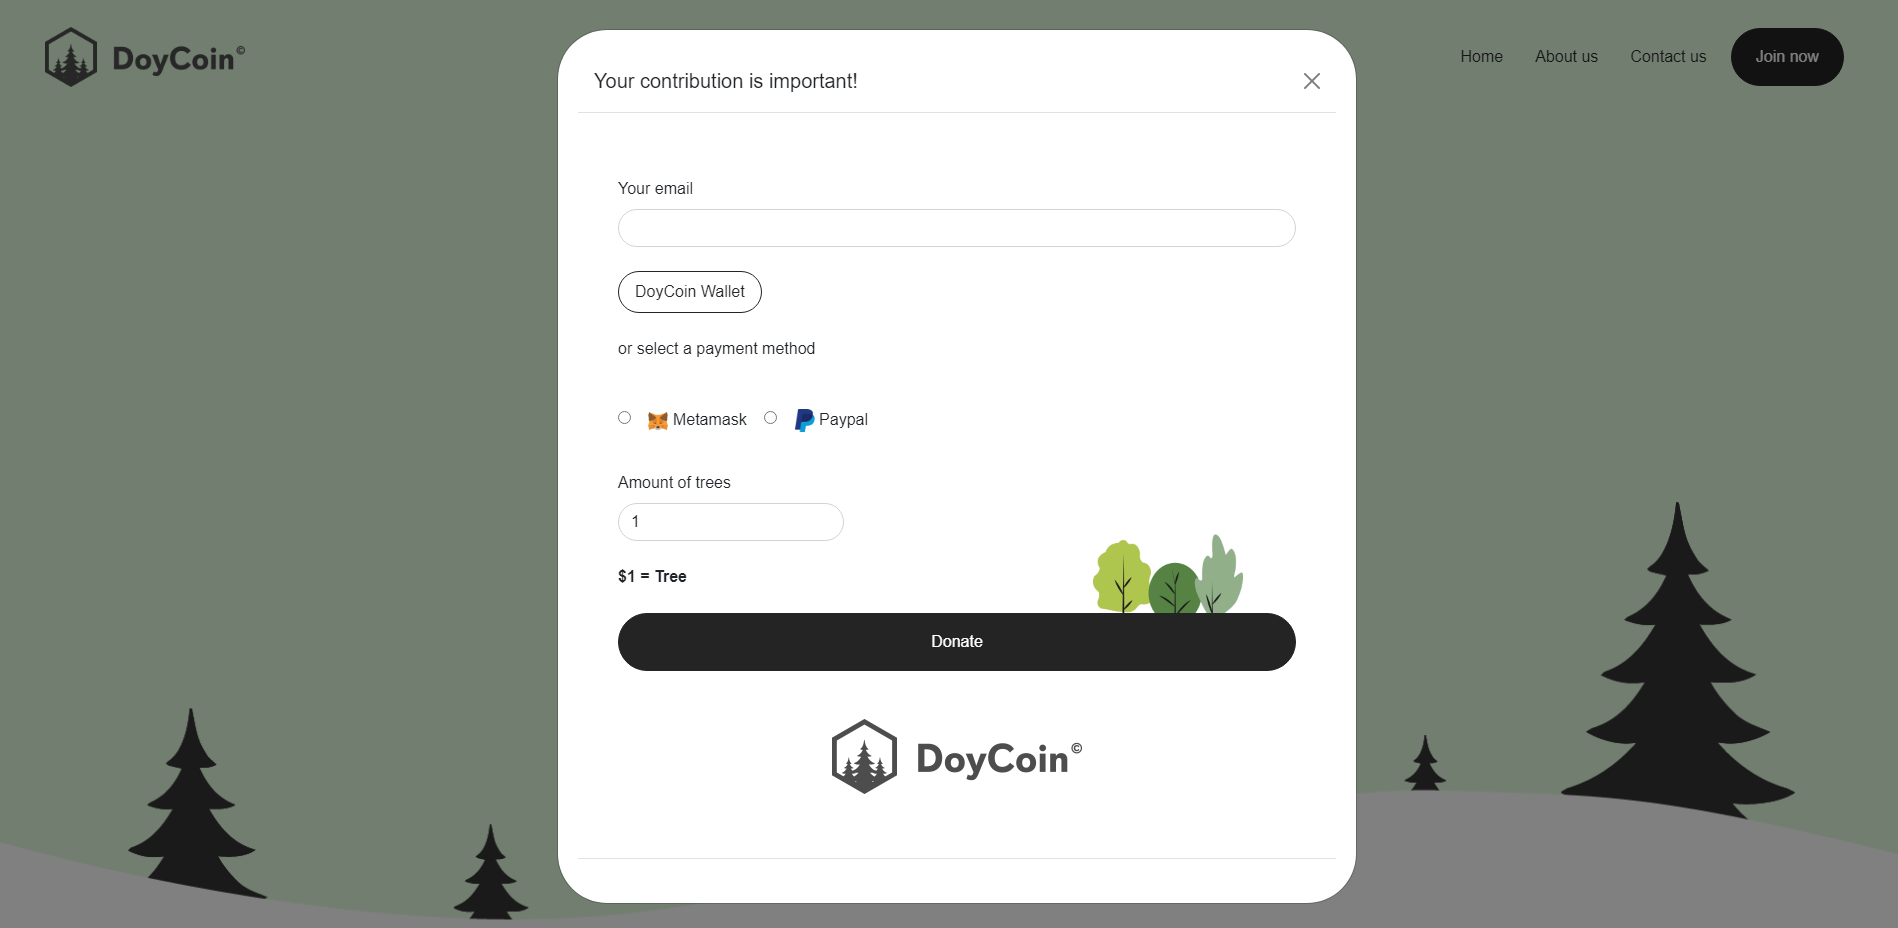 DoyCoin©
Home
About us
Contact us
Join now
Your contribution is important!
Your email
DoyCoin Wallet
or select a payment method
Metamask
Paypal
Amount of trees
1
$1 = Tree
Donate
DoyCoin©